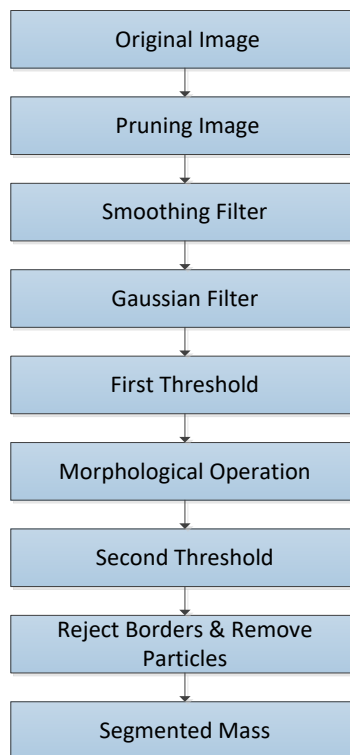 Original Image
Pruning Image
Smoothing Filter
Gaussian Filter
First Threshold
Morphological Operation
Second Threshold
Reject Borders & Remove
Particles
Segmented Mass